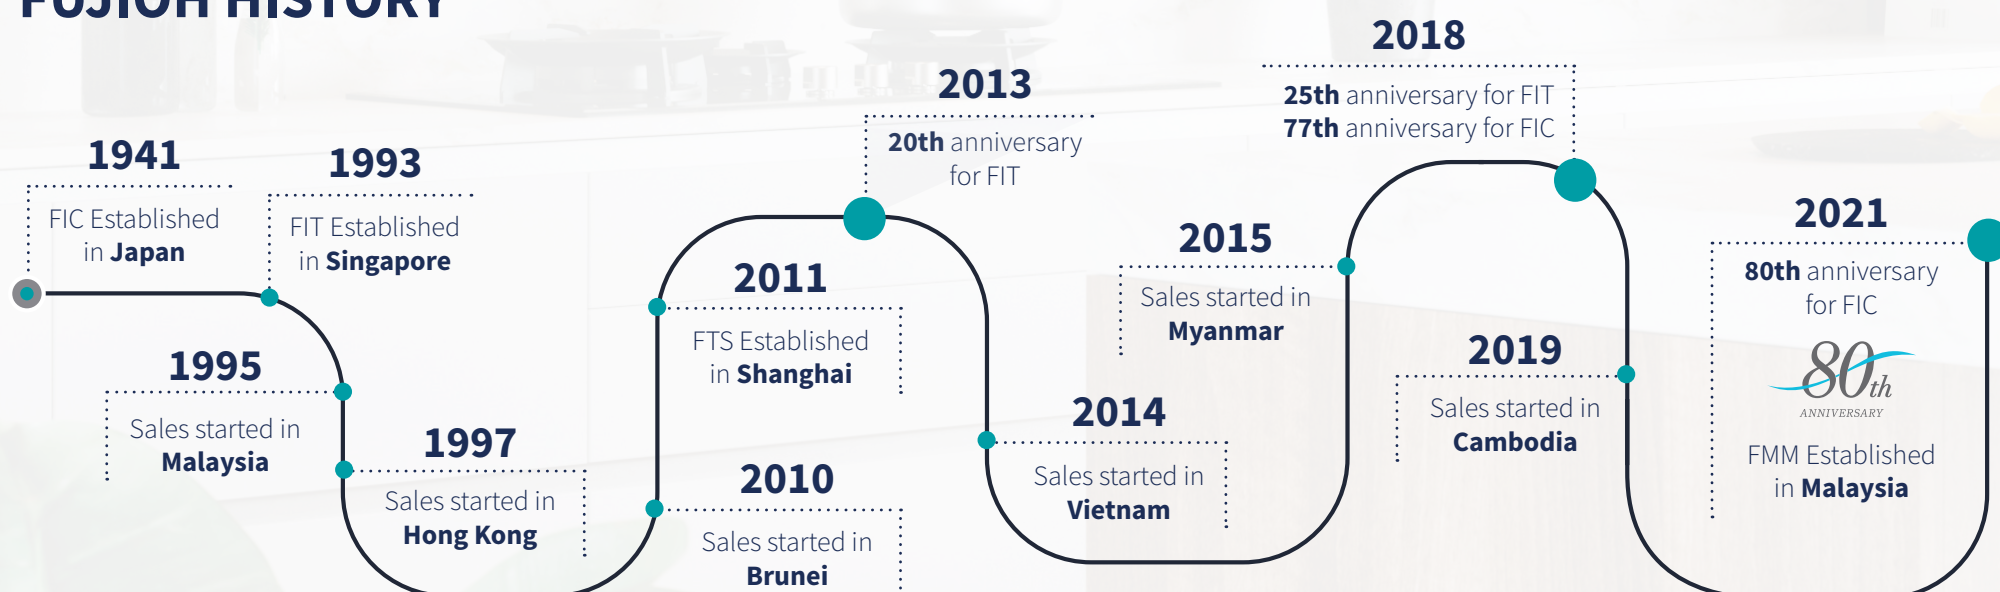 FUJIOH HISTORY
1941
FIC Established
in Japan
1993
FIT Established
in Singapore
1995
Sales started in
Malaysia
1997
Sales started in
Hong Kong
2010
Sales started in
Brunei
2011
FTS Established
in Shanghai
2013
20th anniversary
for FIT
2014
Sales started in
Vietnam
2015
Sales started in
Myanmar
2018
25th anniversary for FIT
77th anniversary for FIC
2019
Sales started in
Cambodia
2021
80th anniversary
for FIC
80th
ANNIVERSARY
FMM Established
in Malaysia